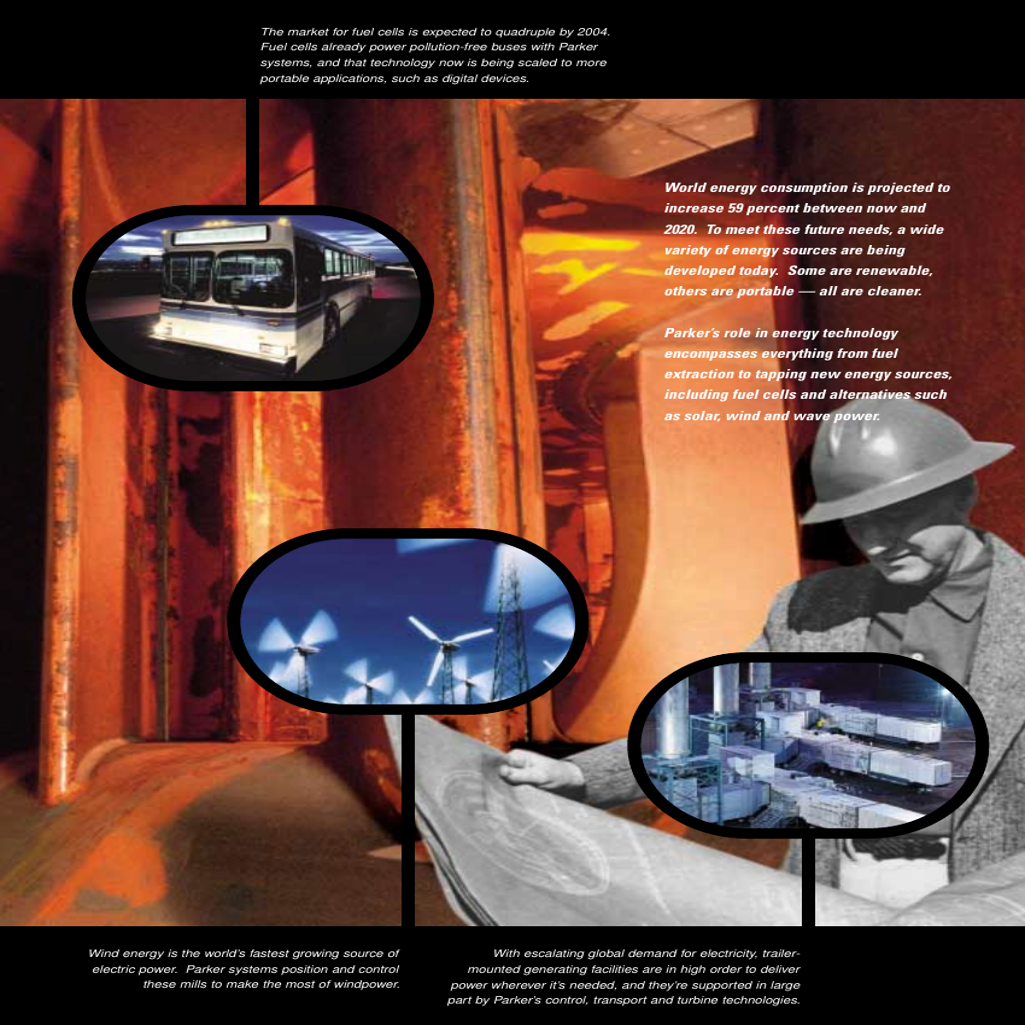 The market for fuel cells is expected to quadruple by 2004.
Fuel cells already power pollution-free buses with Parker
systems, and that technology now is being scaled to more
portable applications, such as digital devices.
World energy consumption is projected to
increase 59 percent between now and
2020.  To meet these future needs, a wide
variety of energy sources are being
developed today.  Some are renewable,
others are portable — all are cleaner.
Parker's role in energy technology
encompasses everything from fuel
extraction to tapping new energy sources,
including fuel cells and alternatives such
as solar, wind and wave power.
Wind energy is the world's fastest growing source of
electric power.  Parker systems position and control
these mills to make the most of windpower.
With escalating global demand for electricity, trailer-
mounted generating facilities are in high order to deliver
power wherever it's needed, and they're supported in large
part by Parker's control, transport and turbine technologies.